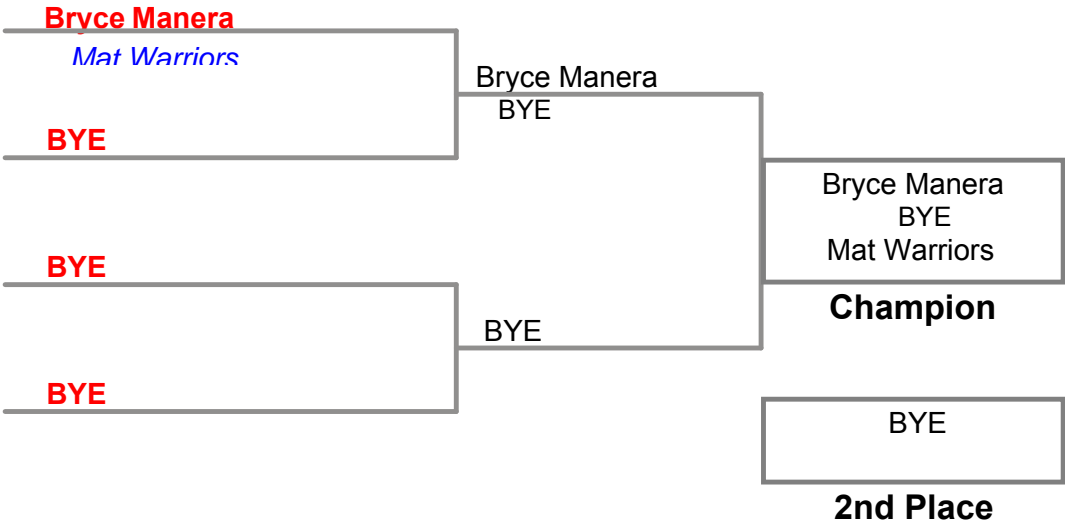 Bryce Manera
Mat Warriors
BYE
BYE
BYE
Bryce Manera
BYE
BYE
Bryce Manera
BYE
Mat Warriors
Champion
BYE
2nd Place